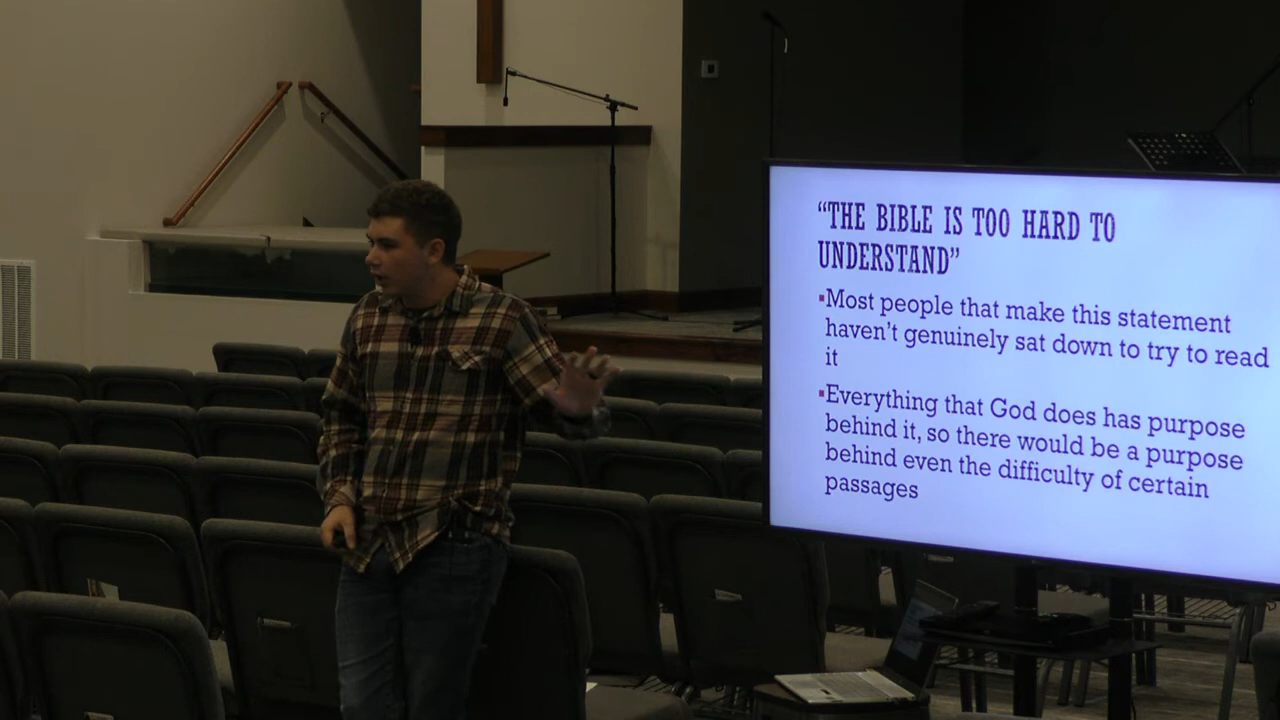 “THE BIBLE IS TOO HARD TO
UNDERSTAND”
▪Most people that make this statement
haven’t genuinely sat down to try to read
it
▪Everything that God does has purpose
behind it, so there would be a purpose
behind even the difficulty of certain
passages